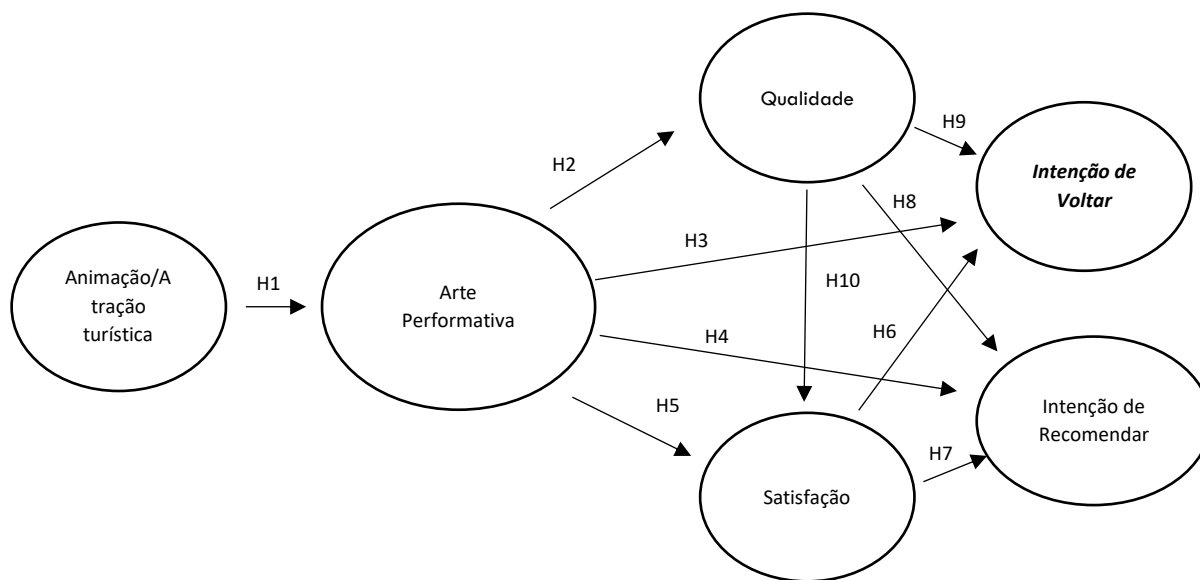 Qualidade
H9
Intenção de
Voltar
H2
H8
H3
Animação/A
tração
turística
H1
Arte
Performativa
H10
H6
H4
H5
Intenção de
Recomendar
H7
Satisfação